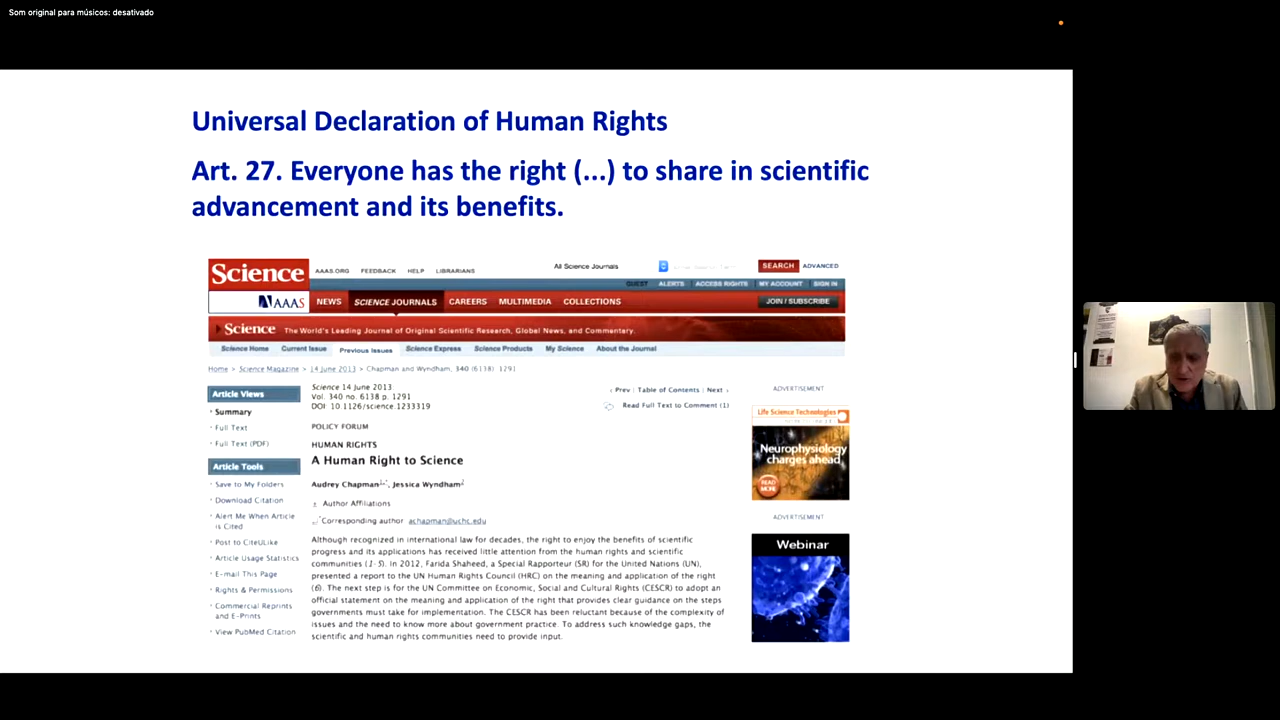 Som original para músicos: desativado
Universal Declaration of Human Rights
Art. 27. Everyone has the right (...) to share in scientific
advancement and its benefits.
Science
AAAS.ORG FEEDBACK HELP LIBRARIANS
All Science Journals
SEARCH ADVANCED
GUEST ALERTS ACCESS RIGHTS MY ACCOUNT SIGN IN
AAAS
NEWS SCIENCE JOURNALS CAREERS MULTIMEDIA COLLECTIONS
JOIN / SUBSCRIBE
Science The World's Leading Journal of Original Scientific Research, Global News, and Commentary.
Science Home Current Issue Previous Issues Science Express Science Products My Science About the Journal
Home > Science Magazine > 14 June 2013 > Chapman and Wyndham, 340 (6138): 1291
Article Views
Summary
Full Text
Full Text (PDF)
Article Tools
Save to My Folders
Download Citation
Alert Me When Article
is Cited
Post to CiteULike
Article Usage Statistics
E-mail This Page
Rights & Permissions
Commercial Reprints
and E-Prints
View PubMed Citation
Science 14 June 2013:
Vol. 340 no. 6138 p. 1291
DOI: 10.1126/science.1233319
‹ Prev | Table of Contents | Next ›
Read Full Text to Comment (1)
POLICY FORUM
HUMAN RIGHTS
A Human Right to Science
Audrey Chapman1,*, Jessica Wyndham2
± Author Affiliations
*Corresponding author. achapman@uchc.edu
Although recognized in international law for decades, the right to enjoy the benefits of scientific
progress and its applications has received little attention from the human rights and scientific
communities (1-5). In 2012, Farida Shaheed, a Special Rapporteur (SR) for the United Nations (UN),
presented a report to the UN Human Rights Council (HRC) on the meaning and application of the right
(6). The next step is for the UN Committee on Economic, Social and Cultural Rights (CESCR) to adopt an
official statement on the meaning and application of the right that provides clear guidance on the steps
governments must take for implementation. The CESCR has been reluctant because of the complexity of
issues and the need to know more about government practice. To address such knowledge gaps, the
scientific and human rights communities need to provide input.
ADVERTISEMENT
Life Science Technologies
Neurophysiology
charges ahead
READ
MORE
ADVERTISEMENT
Webinar